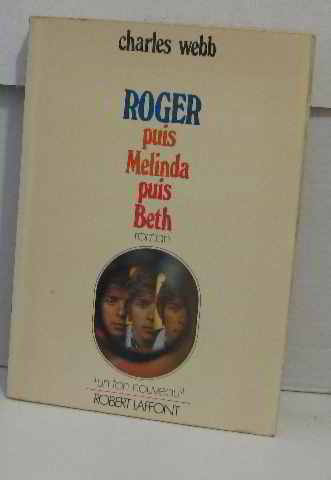 charles webb
ROGER
puis
Melinda
puis
Beth
roman
"un ton nouveau"
ROBERT LAFFONT